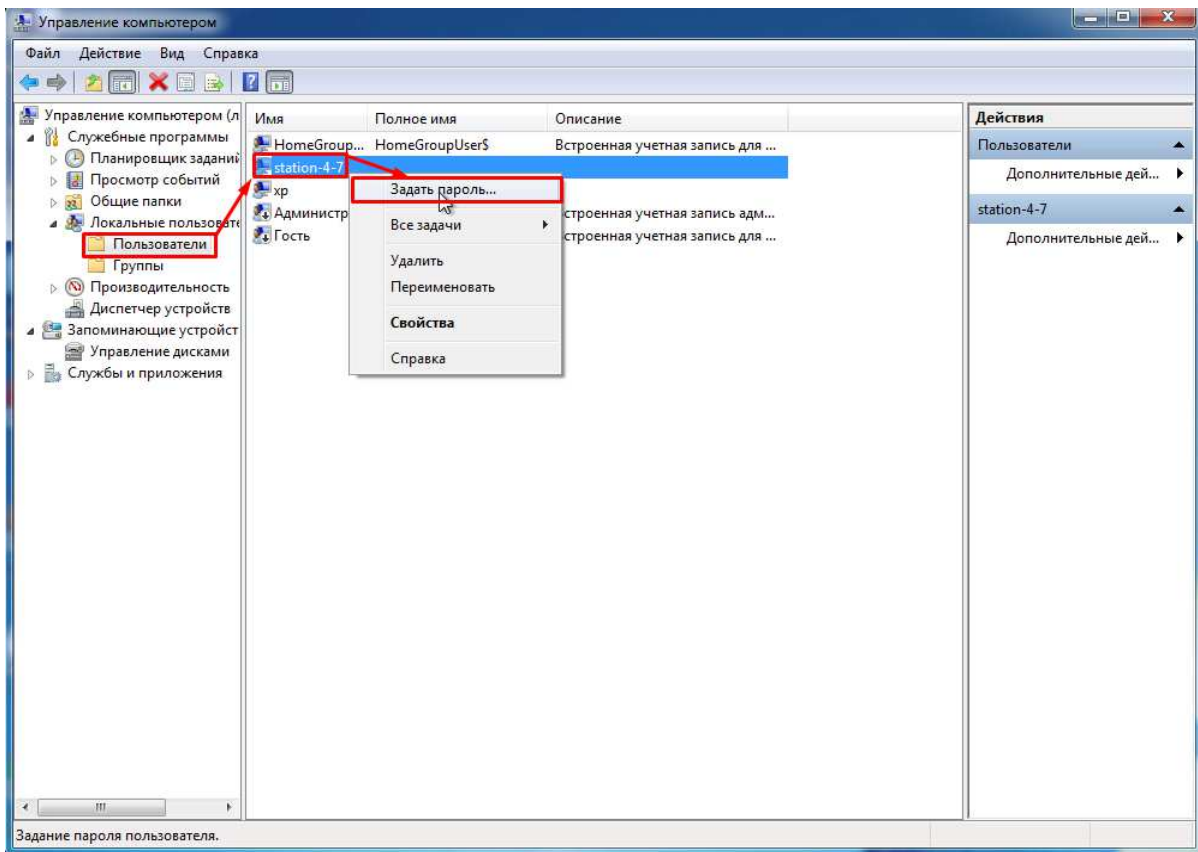 Управление компьютером
Файл Действие Вид Справка
Управление компьютером (л
Служебные программы
Планировщик заданий
Просмотр событий
Общие папки
Локальные пользовате
Пользователи
Группы
Производительность
Диспетчер устройств
Запоминающие устройст
Управление дисками
Службы и приложения
Имя Полное имя Описание
HomeGroup... HomeGroupUser$ Встроенная учетная запись для ...
station-4-7
xp
Администр строенная учетная запись адм...
Гость строенная учетная запись для ...
Задать пароль...
Все задачи
Удалить
Переименовать
Свойства
Справка
Действия
Пользователи
Дополнительные дей...
station-4-7
Дополнительные дей...
Задание пароля пользователя.